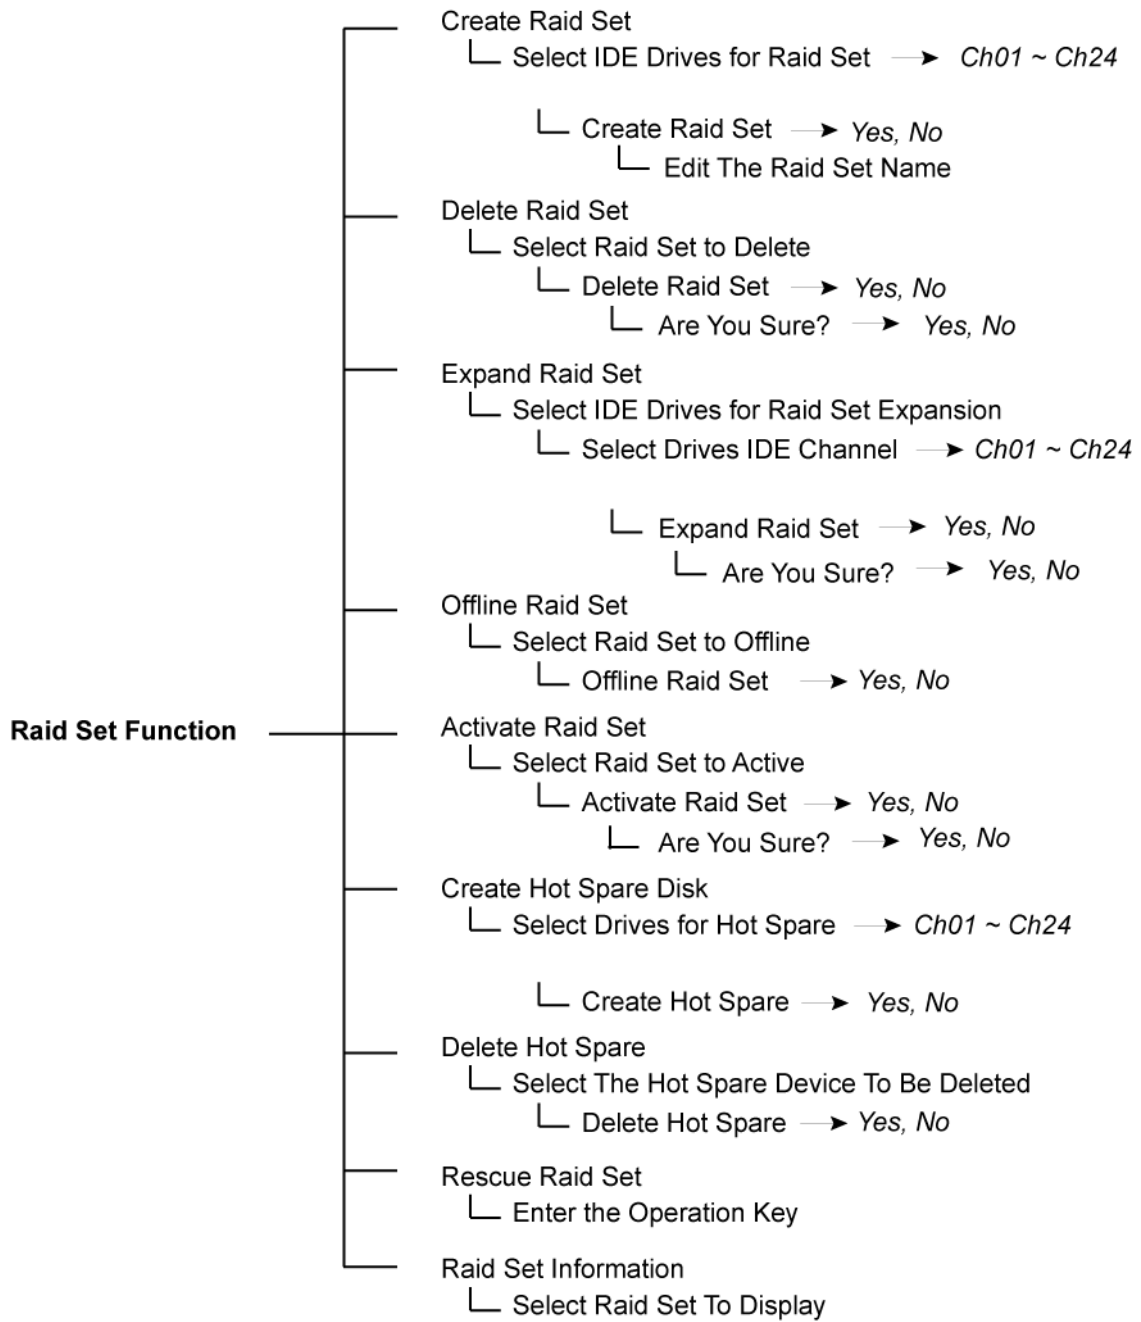 Create Raid Set
Select IDE Drives for Raid Set Ch01 ~ Ch24
Create Raid Set Yes, No
Edit The Raid Set Name
Delete Raid Set
Select Raid Set to Delete
Delete Raid Set Yes, No
Are You Sure? Yes, No
Expand Raid Set
Select IDE Drives for Raid Set Expansion
Select Drives IDE Channel Ch01 ~ Ch24
Expand Raid Set Yes, No
Are You Sure? Yes, No
Offline Raid Set
Select Raid Set to Offline
Offline Raid Set Yes, No
Raid Set Function
Activate Raid Set
Select Raid Set to Active
Activate Raid Set Yes, No
Are You Sure? Yes, No
Create Hot Spare Disk
Select Drives for Hot Spare Ch01 ~ Ch24
Create Hot Spare Yes, No
Delete Hot Spare
Select The Hot Spare Device To Be Deleted
Delete Hot Spare Yes, No
Rescue Raid Set
Enter the Operation Key
Raid Set Information
Select Raid Set To Display